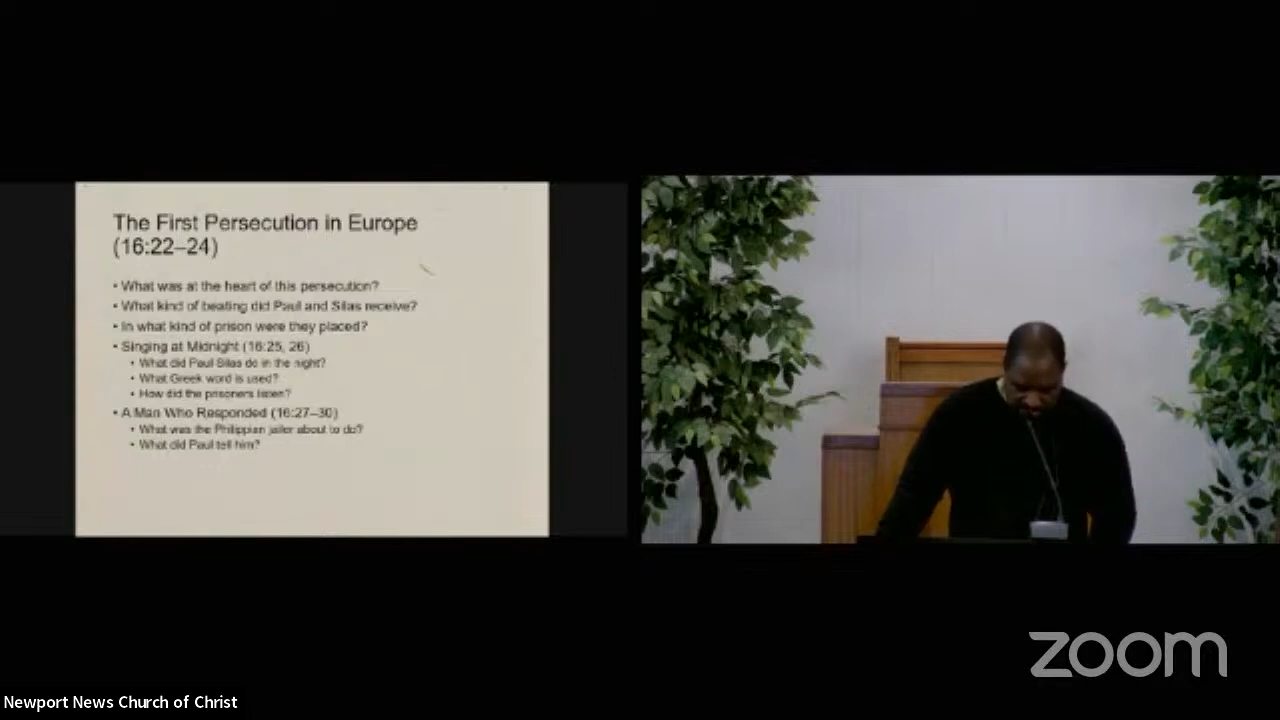 The First Persecution in Europe
(16:22–24)
• What was at the heart of this persecution?
• What kind of beating did Paul and Silas receive?
• In what kind of prison were they placed?
• Singing at Midnight (16:25, 26)
• What did Paul Silas do in the night?
• What Greek word is used?
• How did the prisoners listen?
• A Man Who Responded (16:27–30)
• What was the Philippian jailer about to do?
• What did Paul tell him?
zoom
Newport News Church of Christ